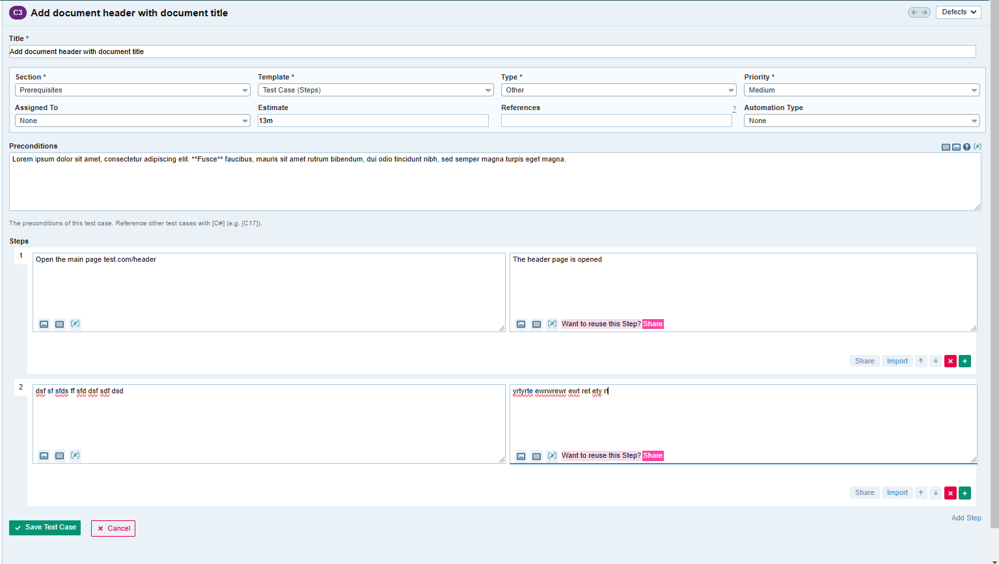 C3 Add document header with document title
Defects
Title *
Add document header with document title
Section * Template * Type * Priority *
Prerequisites Test Case (Steps) Other Medium
Assigned To Estimate References ? Automation Type
None 13m None
Preconditions
Lorem ipsum dolor sit amet, consectetur adipiscing elit. **Fusce** faucibus, mauris sit amet rutrum bibendum, dui odio tincidunt nibh, sed semper magna turpis eget magna.
The preconditions of this test case. Reference other test cases with [C#] (e.g. [C17]).
Steps
1
Open the main page test.com/header
The header page is opened
Want to reuse this Step? Share
Share Import
2
dsf sf sfds ff sfd dsf sdf dsd
yrtyrte ewrwrewr ewt ret ety rt
Want to reuse this Step? Share
Share Import
Add Step
Save Test Case Cancel